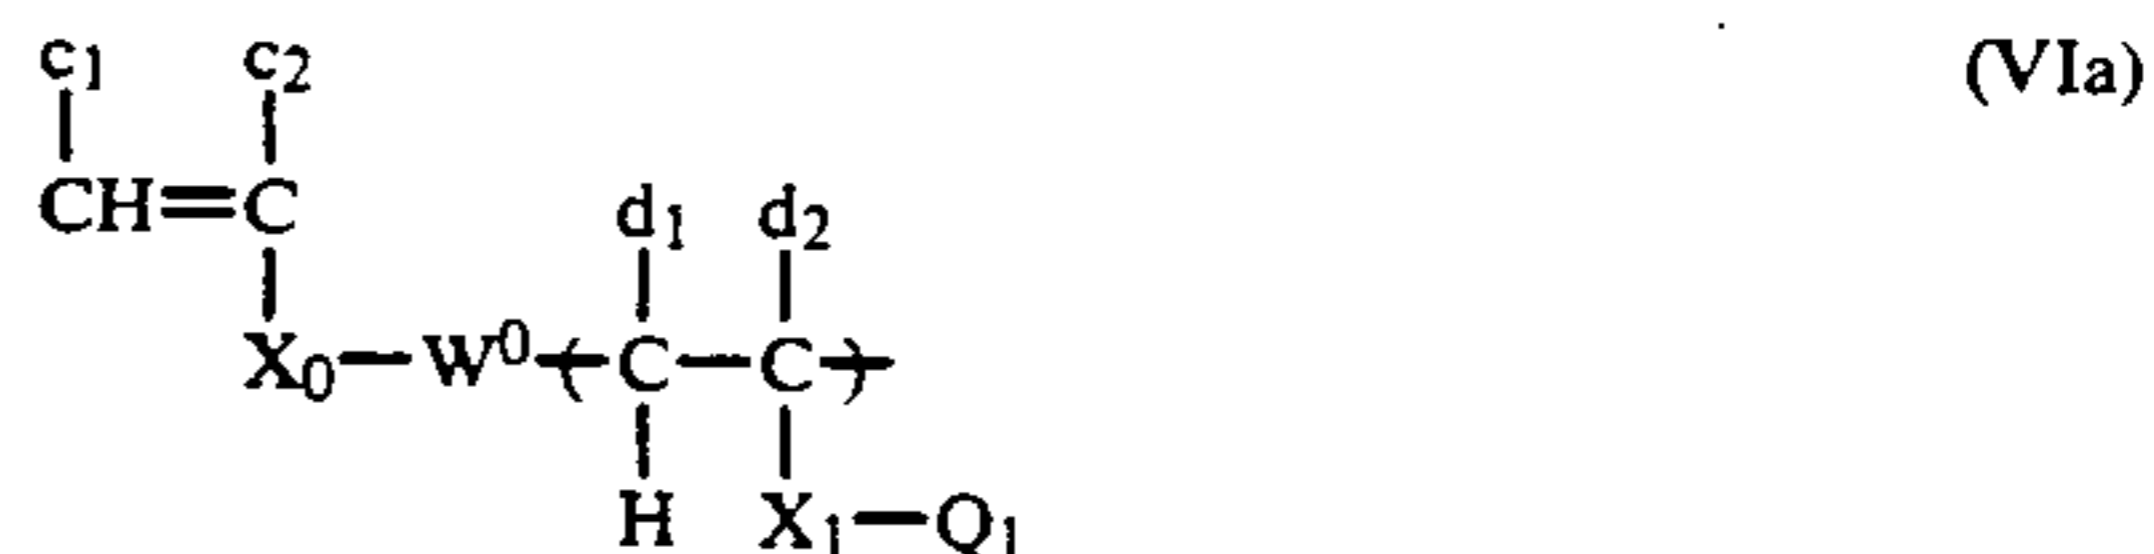 c1 c2 (VIa)
CH=C d1 d2
X0—W0—(C—C)—
H X1—Q1